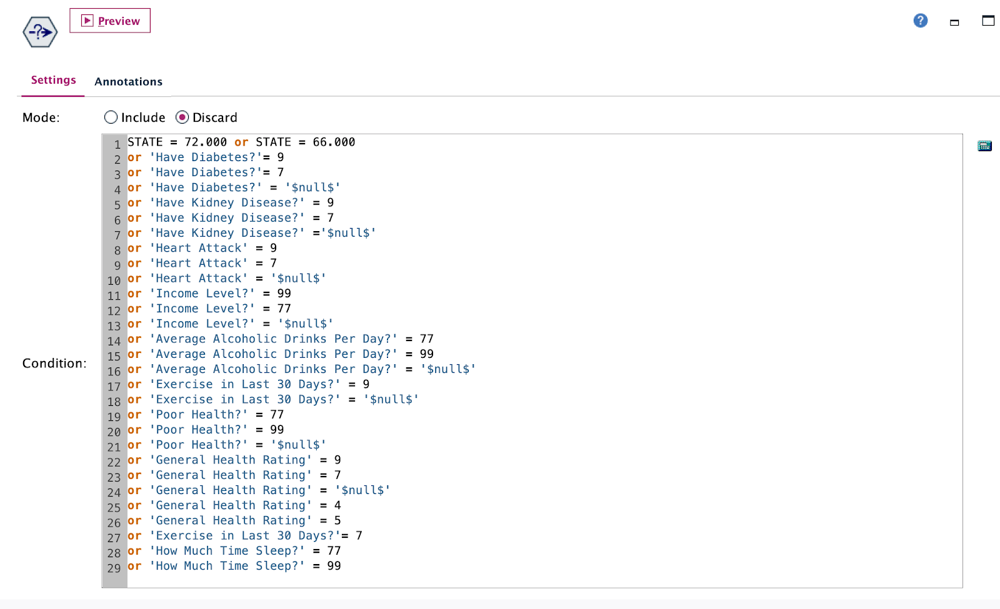 Preview
?
Settings Annotations
Mode: Include Discard
Condition:
1 STATE = 72.000 or STATE = 66.000
2 or 'Have Diabetes?'= 9
3 or 'Have Diabetes?'= 7
4 or 'Have Diabetes?' = '$null$'
5 or 'Have Kidney Disease?' = 9
6 or 'Have Kidney Disease?' = 7
7 or 'Have Kidney Disease?' ='$null$'
8 or 'Heart Attack' = 9
9 or 'Heart Attack' = 7
10 or 'Heart Attack' = '$null$'
11 or 'Income Level?' = 99
12 or 'Income Level?' = 77
13 or 'Income Level?' = '$null$'
14 or 'Average Alcoholic Drinks Per Day?' = 77
15 or 'Average Alcoholic Drinks Per Day?' = 99
16 or 'Average Alcoholic Drinks Per Day?' = '$null$'
17 or 'Exercise in Last 30 Days?' = 9
18 or 'Exercise in Last 30 Days?' = '$null$'
19 or 'Poor Health?' = 77
20 or 'Poor Health?' = 99
21 or 'Poor Health?' = '$null$'
22 or 'General Health Rating' = 9
23 or 'General Health Rating' = 7
24 or 'General Health Rating' = '$null$'
25 or 'General Health Rating' = 4
26 or 'General Health Rating' = 5
27 or 'Exercise in Last 30 Days?'= 7
28 or 'How Much Time Sleep?' = 77
29 or 'How Much Time Sleep?' = 99